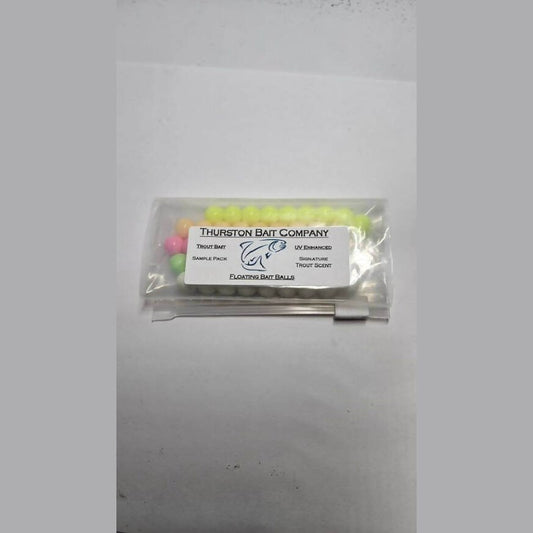 Thurston Bait Company
Trout Bait
UV Enhanced
Sample Pack
Signature
Trout Scent
Floating Bait Balls